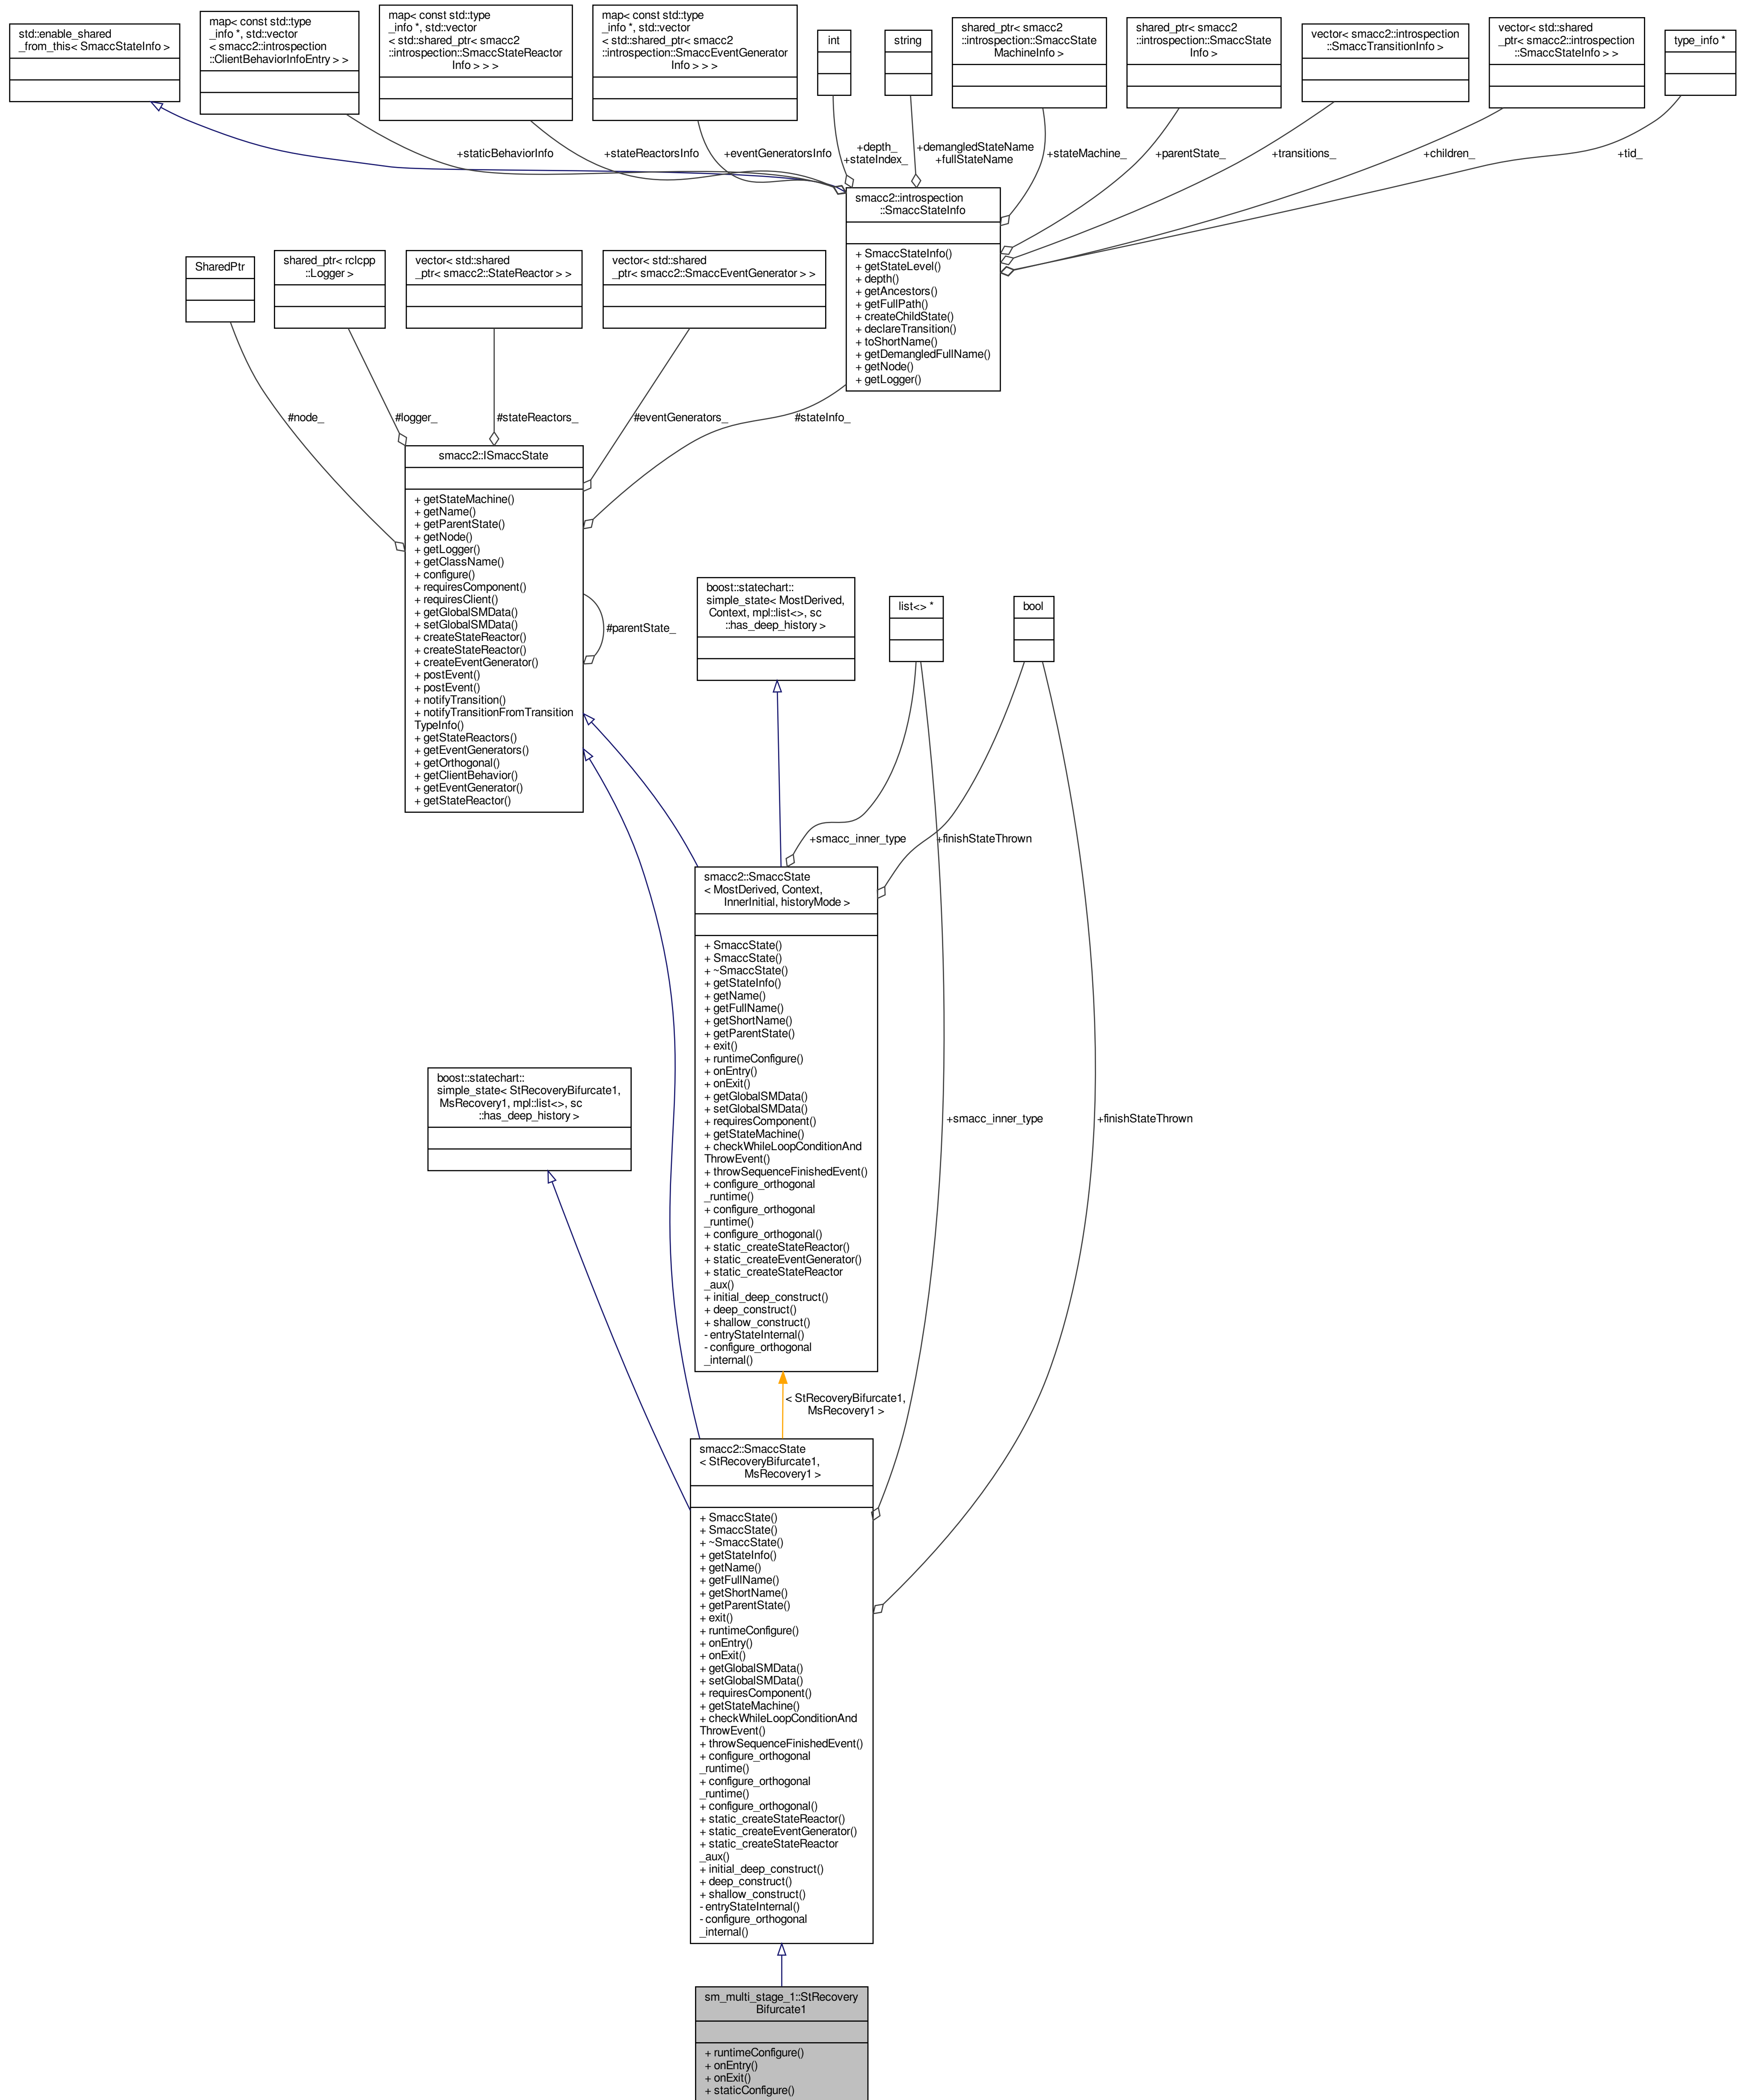 std::enable_shared
_from_this< SmaccStateInfo >
map< const std::type
_info *, std::vector
< smacc2::introspection
::ClientBehaviorInfoEntry > >
map< const std::type
_info *, std::vector
< std::shared_ptr< smacc2
::introspection::SmaccStateReactor
Info > > >
map< const std::type
_info *, std::vector
< std::shared_ptr< smacc2
::introspection::SmaccEventGenerator
Info > > >
int
string
shared_ptr< smacc2
::introspection::SmaccState
MachineInfo >
shared_ptr< smacc2
::introspection::SmaccState
Info >
vector< smacc2::introspection
::SmaccTransitionInfo >
vector< std::shared
_ptr< smacc2::introspection
::SmaccStateInfo > >
type_info *
+staticBehaviorInfo
+stateReactorsInfo
+eventGeneratorsInfo
+depth_
+stateIndex_
+demangledStateName
+fullStateName
+stateMachine_
+parentState_
+transitions_
+children_
+tid_
smacc2::introspection
::SmaccStateInfo
+ SmaccStateInfo()
+ getStateLevel()
+ depth()
+ getAncestors()
+ getFullPath()
+ createChildState()
+ declareTransition()
+ toShortName()
+ getDemangledFullName()
+ getNode()
+ getLogger()
SharedPtr
shared_ptr< rclcpp
::Logger >
vector< std::shared
_ptr< smacc2::StateReactor > >
vector< std::shared
_ptr< smacc2::SmaccEventGenerator > >
#node_
#logger_
#stateReactors_
#eventGenerators_
#stateInfo_
smacc2::ISmaccState
+ getStateMachine()
+ getName()
+ getParentState()
+ getNode()
+ getLogger()
+ getClassName()
+ configure()
+ requiresComponent()
+ requiresClient()
+ getGlobalSMData()
+ setGlobalSMData()
+ createStateReactor()
+ createStateReactor()
+ createEventGenerator()
+ postEvent()
+ postEvent()
+ notifyTransition()
+ notifyTransitionFromTransition
TypeInfo()
+ getStateReactors()
+ getEventGenerators()
+ getOrthogonal()
+ getClientBehavior()
+ getEventGenerator()
+ getStateReactor()
#parentState_
boost::statechart::
simple_state< MostDerived,
Context, mpl::list<>, sc
::has_deep_history >
list<> *
bool
+smacc_inner_type
+finishStateThrown
smacc2::SmaccState
< MostDerived, Context,
InnerInitial, historyMode >
+ SmaccState()
+ SmaccState()
+ ~SmaccState()
+ getStateInfo()
+ getName()
+ getFullName()
+ getShortName()
+ getParentState()
+ exit()
+ runtimeConfigure()
+ onEntry()
+ onExit()
+ getGlobalSMData()
+ setGlobalSMData()
+ requiresComponent()
+ getStateMachine()
+ checkWhileLoopConditionAnd
ThrowEvent()
+ throwSequenceFinishedEvent()
+ configure_orthogonal
_runtime()
+ configure_orthogonal
_runtime()
+ configure_orthogonal()
+ static_createStateReactor()
+ static_createEventGenerator()
+ static_createStateReactor
_aux()
+ initial_deep_construct()
+ deep_construct()
+ shallow_construct()
- entryStateInternal()
- configure_orthogonal
_internal()
boost::statechart::
simple_state< StRecoveryBifurcate1,
MsRecovery1, mpl::list<>, sc
::has_deep_history >
+smacc_inner_type
+finishStateThrown
< StRecoveryBifurcate1,
MsRecovery1 >
smacc2::SmaccState
< StRecoveryBifurcate1,
MsRecovery1 >
+ SmaccState()
+ SmaccState()
+ ~SmaccState()
+ getStateInfo()
+ getName()
+ getFullName()
+ getShortName()
+ getParentState()
+ exit()
+ runtimeConfigure()
+ onEntry()
+ onExit()
+ getGlobalSMData()
+ setGlobalSMData()
+ requiresComponent()
+ getStateMachine()
+ checkWhileLoopConditionAnd
ThrowEvent()
+ throwSequenceFinishedEvent()
+ configure_orthogonal
_runtime()
+ configure_orthogonal
_runtime()
+ configure_orthogonal()
+ static_createStateReactor()
+ static_createEventGenerator()
+ static_createStateReactor
_aux()
+ initial_deep_construct()
+ deep_construct()
+ shallow_construct()
- entryStateInternal()
- configure_orthogonal
_internal()
sm_multi_stage_1::StRecovery
Bifurcate1
+ runtimeConfigure()
+ onEntry()
+ onExit()
+ staticConfigure()